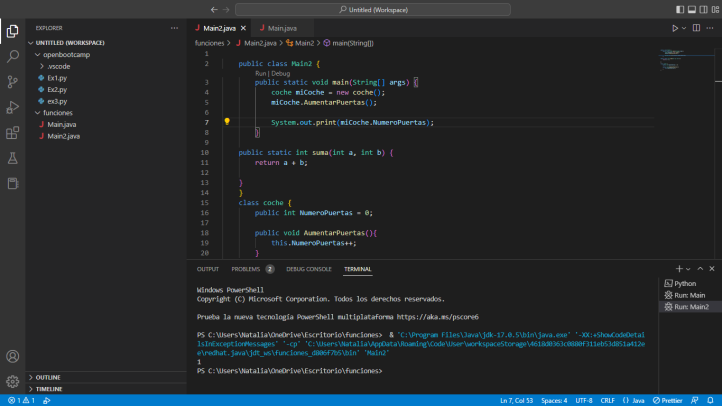 Untitled (Workspace)
EXPLORER
UNTITLED (WORKSPACE)
openbootcamp
.vscode
Ex1.py
Ex2.py
ex3.py
funciones
Main.java
Main2.java
OUTLINE
TIMELINE
Main2.java
Main.java
funciones > Main2.java > Main2 > main(String[])
1
2 public class Main2 {
Run | Debug
3 public static void main(String[] args) {
4 coche miCoche = new coche();
5 miCoche.AumentarPuertas();
6
7 System.out.print(miCoche.NumeroPuertas);
8 }
9
10 public static int suma(int a, int b) {
11 return a + b;
12
13 }
14 }
15 class coche {
16 public int NumeroPuertas = 0;
17
18 public void AumentarPuertas(){
19 this.NumeroPuertas++;
20 }
OUTPUT PROBLEMS 2 DEBUG CONSOLE TERMINAL
Windows PowerShell
Copyright (C) Microsoft Corporation. Todos los derechos reservados.
Prueba la nueva tecnología PowerShell multiplataforma https://aka.ms/pscore6
PS C:\Users\Natalia\OneDrive\Escritorio\funciones> & 'C:\Program Files\Java\jdk-17.0.5\bin\java.exe' '-XX:+ShowCodeDetai
lsInExceptionMessages' '-cp' 'C:\Users\Natalia\AppData\Roaming\Code\User\workspaceStorage\
e\redhat.java\jdt_ws\funciones_d806f7b5\bin' 'Main2'
1
PS C:\Users\Natalia\OneDrive\Escritorio\funciones>
Python
Run: Main
Run: Main2
1 1
Ln 7, Col 53 Spaces: 4 UTF-8 CRLF {} Java Prettier